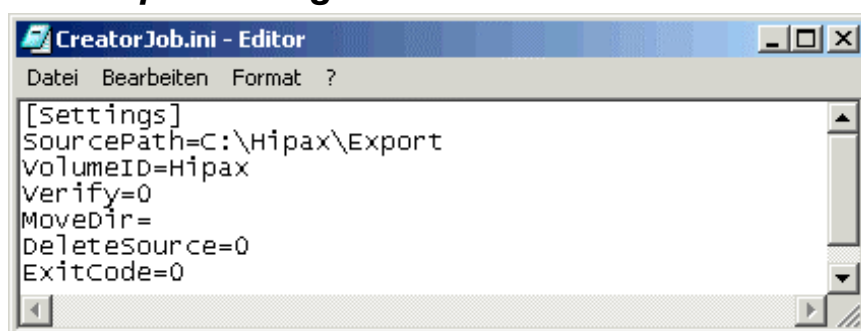 CreatorJob.ini - Editor
Datei Bearbeiten Format ?
[Settings]
SourcePath=C:\Hipax\Export
VolumeID=Hipax
Verify=0
MoveDir=
DeleteSource=0
ExitCode=0